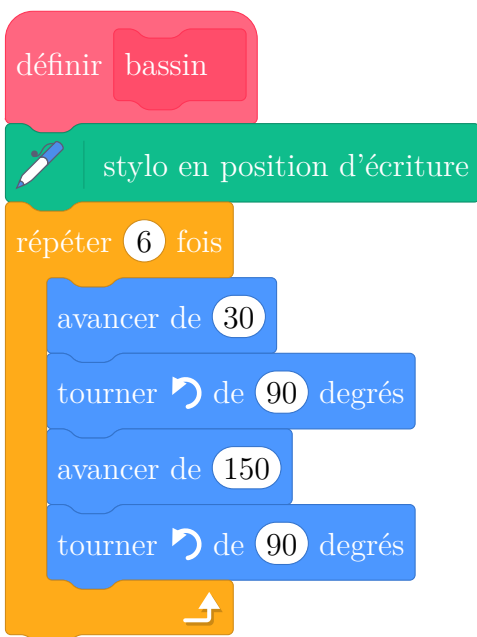 définir bassin
stylo en position d'écriture
répéter 6 fois
avancer de 30
tourner de 90 degrés
avancer de 150
tourner de 90 degrés